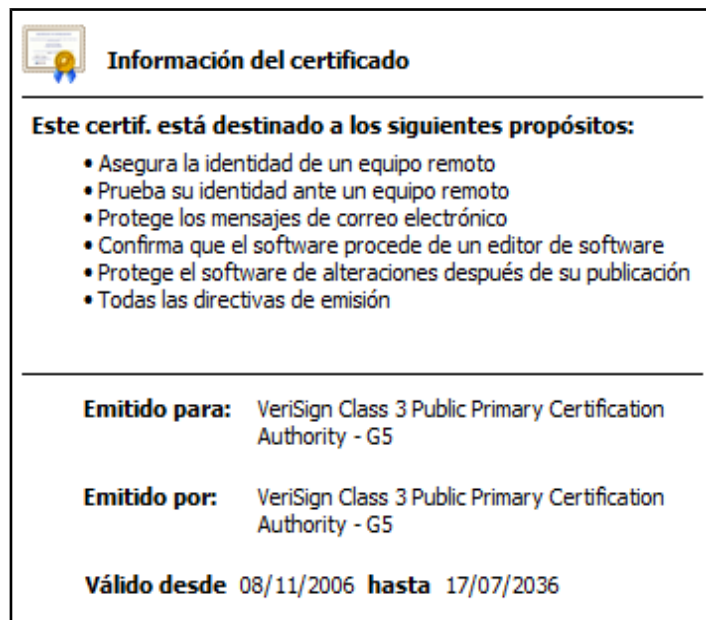 Información del certificado
Este certif. está destinado a los siguientes propósitos:
• Asegura la identidad de un equipo remoto
• Prueba su identidad ante un equipo remoto
• Protege los mensajes de correo electrónico
• Confirma que el software procede de un editor de software
• Protege el software de alteraciones después de su publicación
• Todas las directivas de emisión
Emitido para: VeriSign Class 3 Public Primary Certification
Authority - G5
Emitido por: VeriSign Class 3 Public Primary Certification
Authority - G5
Válido desde 08/11/2006 hasta 17/07/2036